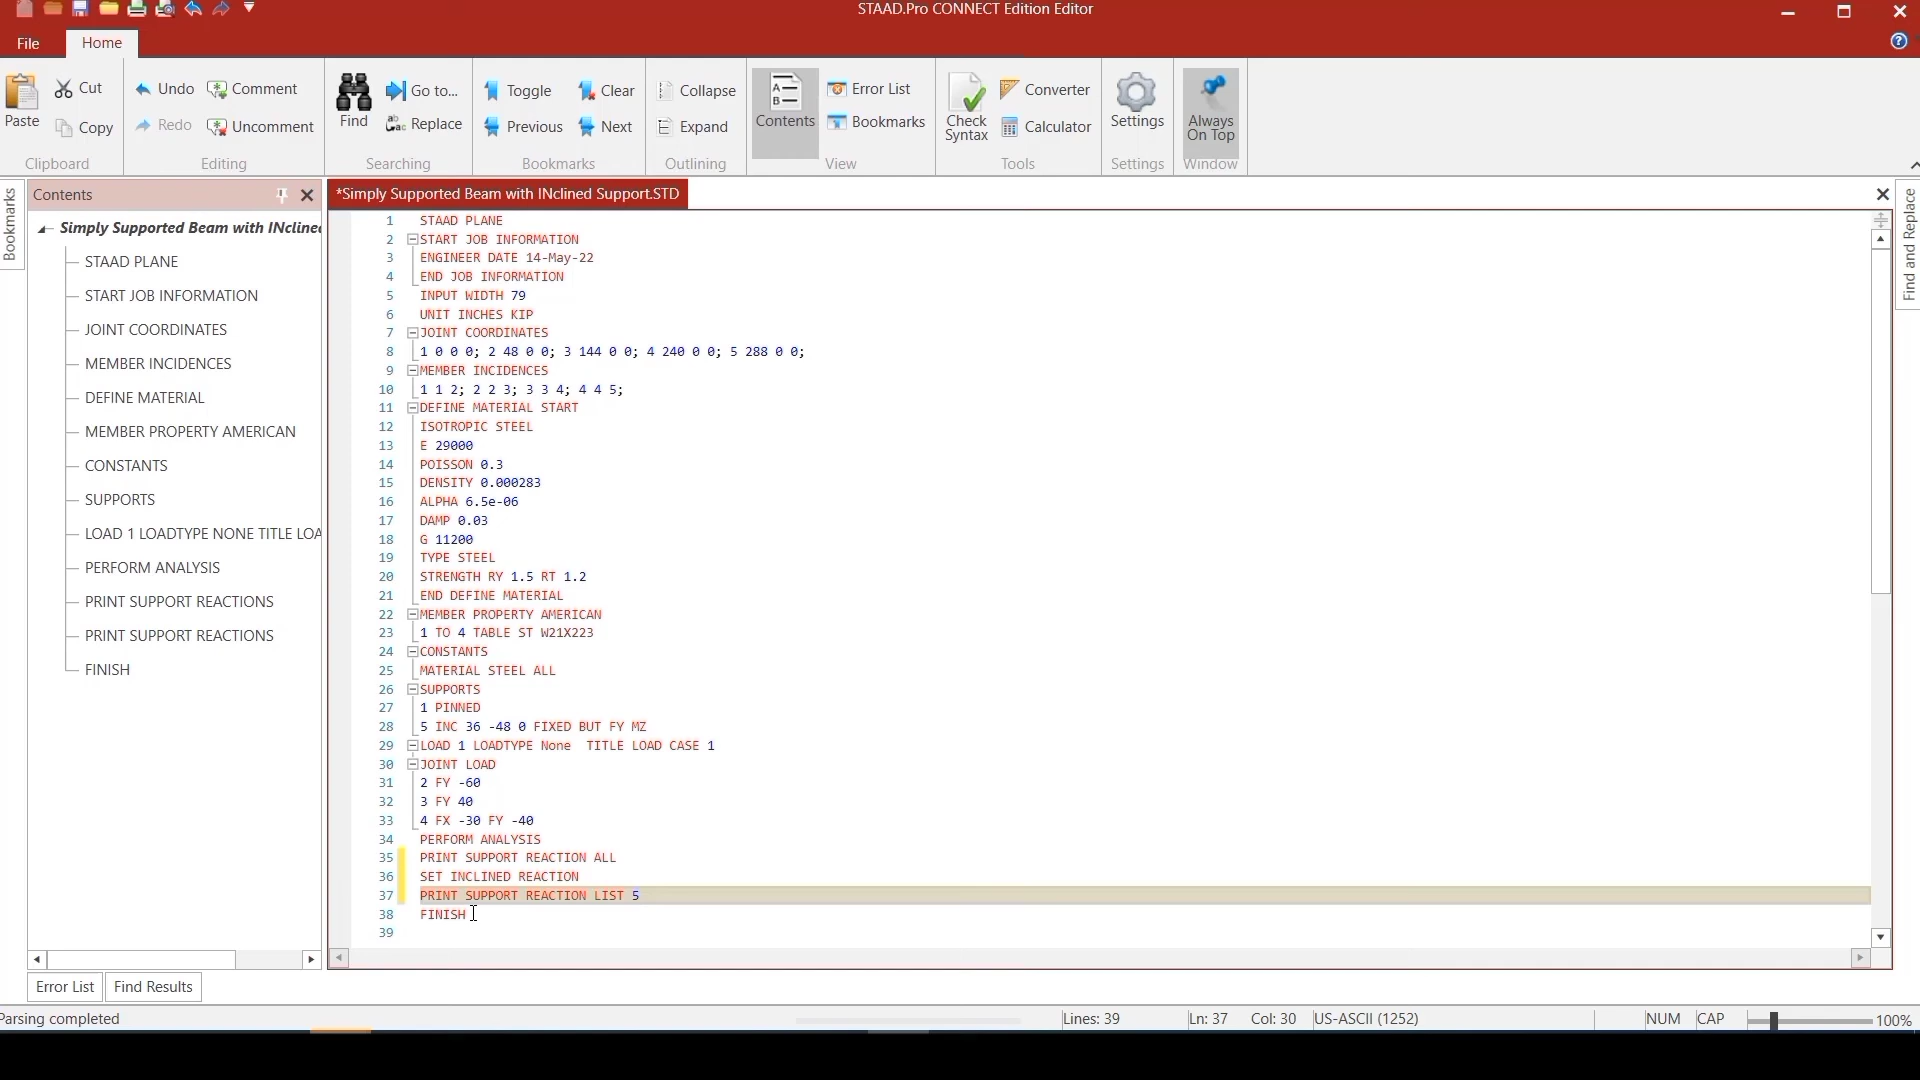 STAAD.Pro CONNECT Edition Editor
File
Home
Paste
Cut
Copy
Clipboard
Undo
Redo
Comment
Uncomment
Editing
Find
Go to...
Replace
Searching
Toggle
Previous
Clear
Next
Bookmarks
Collapse
Expand
Outlining
Contents
Error List
Bookmarks
View
Check Syntax
Converter
Calculator
Tools
Settings
Settings
Always On Top
Window
Bookmarks
Contents
Simply Supported Beam with INcline
STAAD PLANE
START JOB INFORMATION
JOINT COORDINATES
MEMBER INCIDENCES
DEFINE MATERIAL
MEMBER PROPERTY AMERICAN
CONSTANTS
SUPPORTS
LOAD 1 LOADTYPE NONE TITLE LOA
PERFORM ANALYSIS
PRINT SUPPORT REACTIONS
PRINT SUPPORT REACTIONS
FINISH
*Simply Supported Beam with INclined Support.STD
1 STAAD PLANE
2 START JOB INFORMATION
3 ENGINEER DATE 14-May-22
4 END JOB INFORMATION
5 INPUT WIDTH 79
6 UNIT INCHES KIP
7 JOINT COORDINATES
8 1 0 0 0; 2 48 0 0; 3 144 0 0; 4 240 0 0; 5 288 0 0;
9 MEMBER INCIDENCES
10 1 1 2; 2 2 3; 3 3 4; 4 4 5;
11 DEFINE MATERIAL START
12 ISOTROPIC STEEL
13 E 29000
14 POISSON 0.3
15 DENSITY 0.000283
16 ALPHA 6.5e-06
17 DAMP 0.03
18 G 11200
19 TYPE STEEL
20 STRENGTH RY 1.5 RT 1.2
21 END DEFINE MATERIAL
22 MEMBER PROPERTY AMERICAN
23 1 TO 4 TABLE ST W21X223
24 CONSTANTS
25 MATERIAL STEEL ALL
26 SUPPORTS
27 1 PINNED
28 5 INC 36 -48 0 FIXED BUT FY MZ
29 LOAD 1 LOADTYPE None  TITLE LOAD CASE 1
30 JOINT LOAD
31 2 FY -60
32 3 FY 40
33 4 FX -30 FY -40
34 PERFORM ANALYSIS
35 PRINT SUPPORT REACTION ALL
36 SET INCLINED REACTION
37 PRINT SUPPORT REACTION LIST 5
38 FINISH
39
Find and Replace
Error List
Find Results
Parsing completed
Lines: 39
Ln: 37
Col: 30
US-ASCII (1252)
NUM
CAP
100%